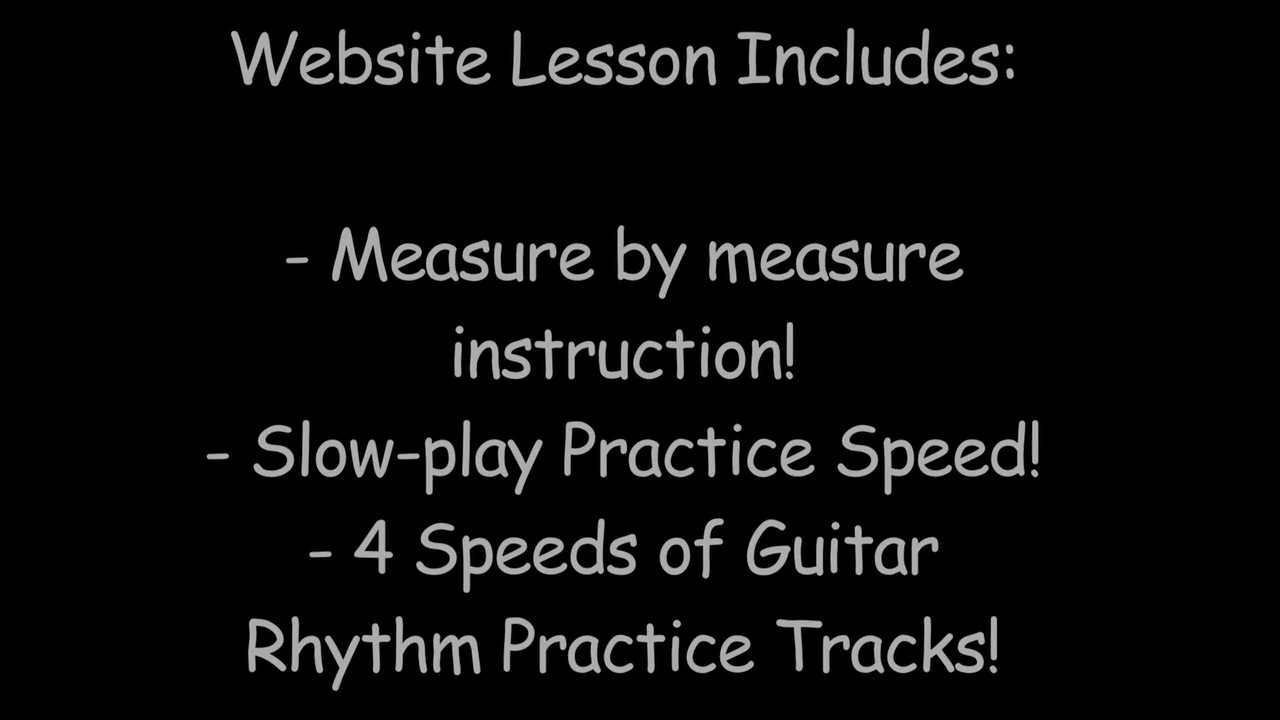 Website Lesson Includes:
- Measure by measure
instruction!
- Slow-play Practice Speed!
- 4 Speeds of Guitar
Rhythm Practice Tracks!